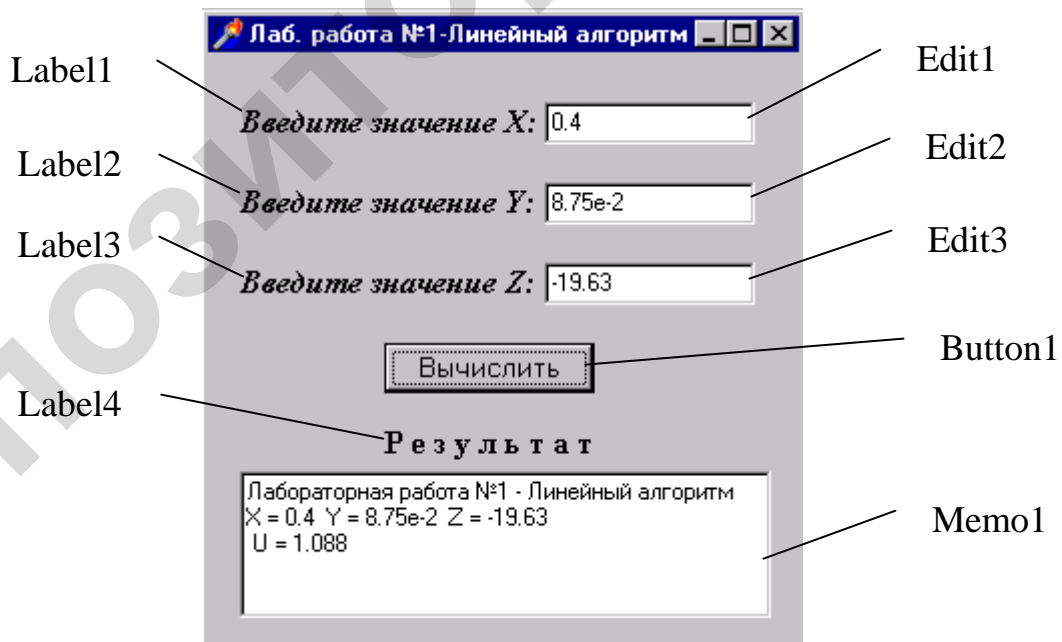 Лаб. работа №1-Линейный алгоритм
Label1
Edit1
Введите значение X: 0.4
Label2
Edit2
Введите значение Y: 8.75e-2
Label3
Edit3
Введите значение Z: -19.63
Button1
Вычислить
Label4
Результат
Лабораторная работа №1 - Линейный алгоритм
X = 0.4 Y = 8.75e-2 Z = -19.63
U = 1.088
Memo1